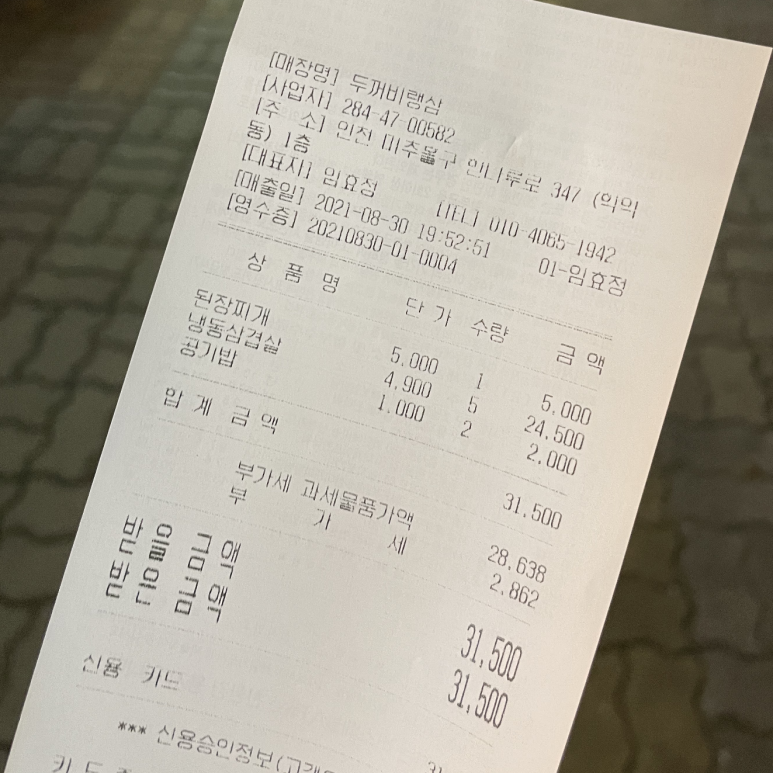 [매장명] 두꺼비랭삼
[사업자] 284-47-00582
[주 소] 인천 미추홀구 인하로 347 (학익
동) 1층
[대표자] 임효정 [TEL] 010-4065-1942
[매출일] 2021-08-30 19:52:51 01-임효정
[영수증] 20210830-01-0004
상 품 명 단 가 수량 금 액
된장찌개 5,000 1 5,000
냉동삼겹살 4,900 5 24,500
공기밥 1,000 2 2,000
합 계 금 액 31,500
부가세 과세물품가액 28,638
부 가 세 2,862
받을 금액 31,500
받은 금액 31,500
신용 카드
*** 신용승인정보(고객
카 드